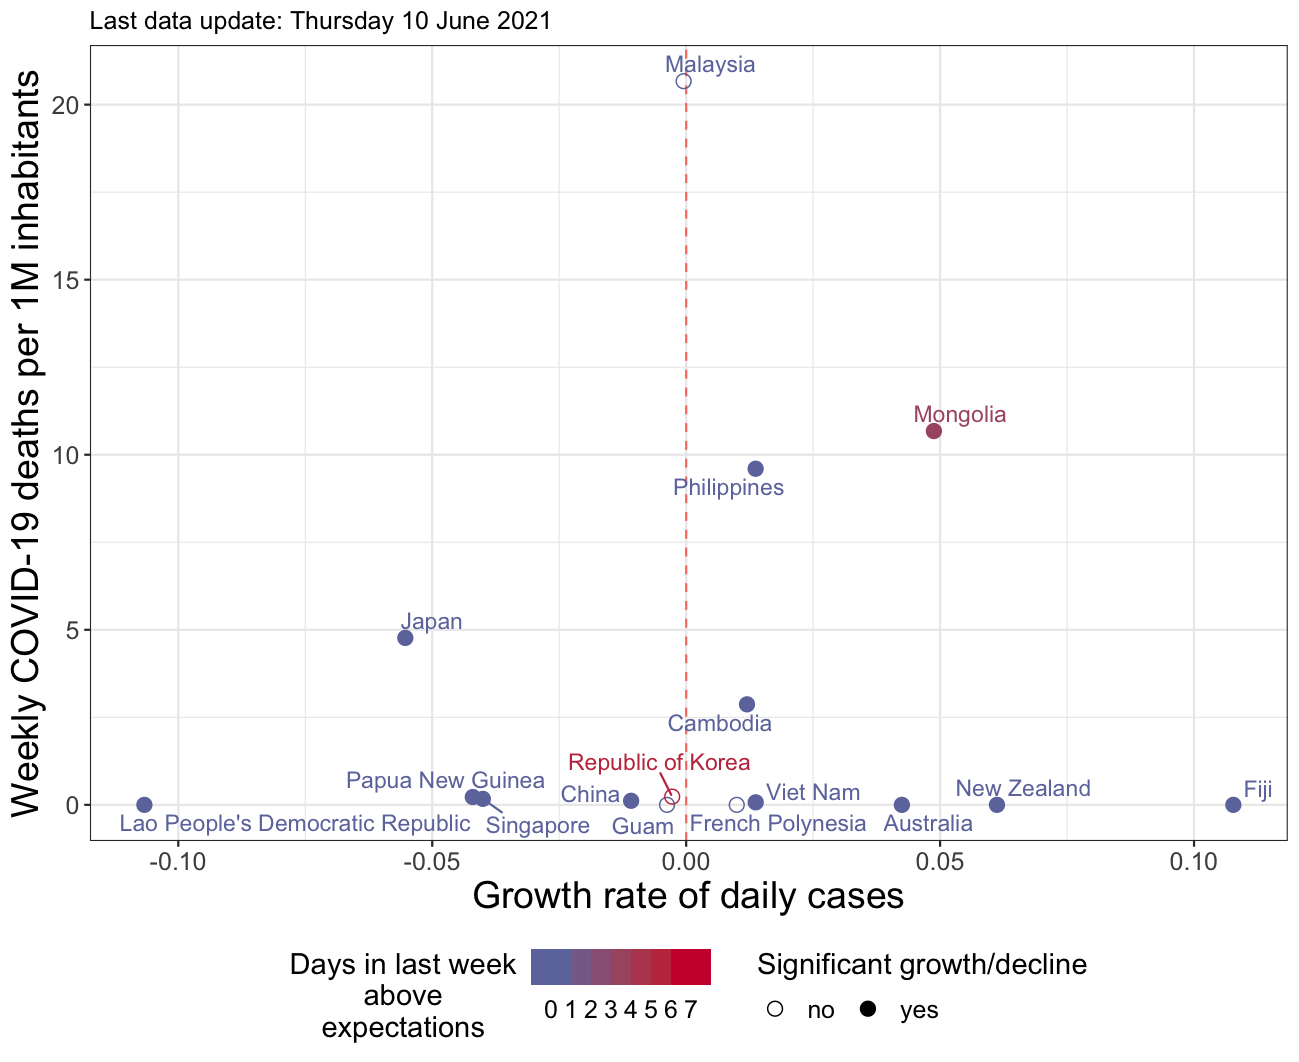 Last data update: Thursday 10 June 2021
Weekly COVID-19 deaths per 1M inhabitants
20
15
10
5
0
Malaysia
Mongolia
Philippines
Japan
Cambodia
Republic of Korea
Papua New Guinea
China
Viet Nam
New Zealand
Fiji
Lao People's Democratic Republic
Singapore
Guam
French Polynesia
Australia
-0.10 -0.05 0.00 0.05 0.10
Growth rate of daily cases
Days in last week
above
expectations
0 1 2 3 4 5 6 7
Significant growth/decline
no yes